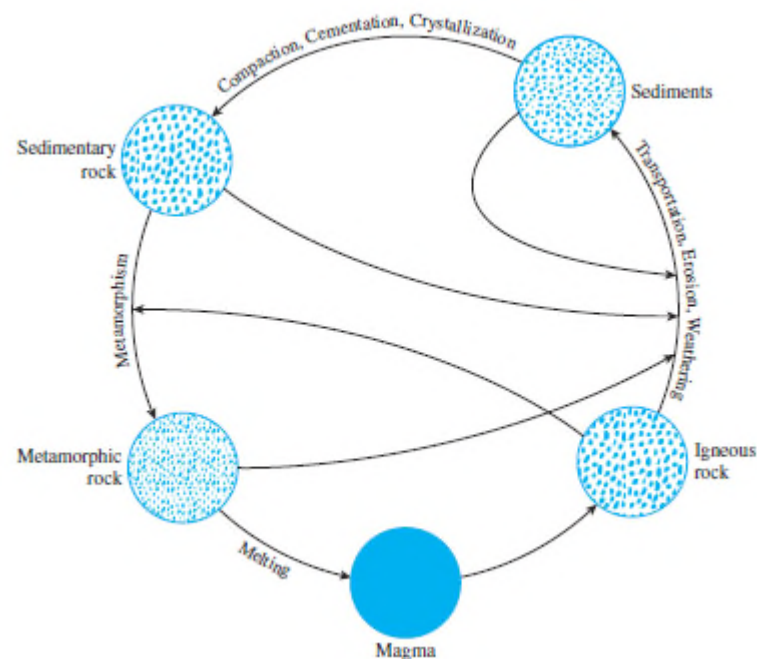 Compaction, Cementation, Crystallization
Sediments
Sedimentary
rock
Transportation, Erosion, Weathering
Metamorphism
Metamorphic
rock
Igneous
rock
Melting
Magma